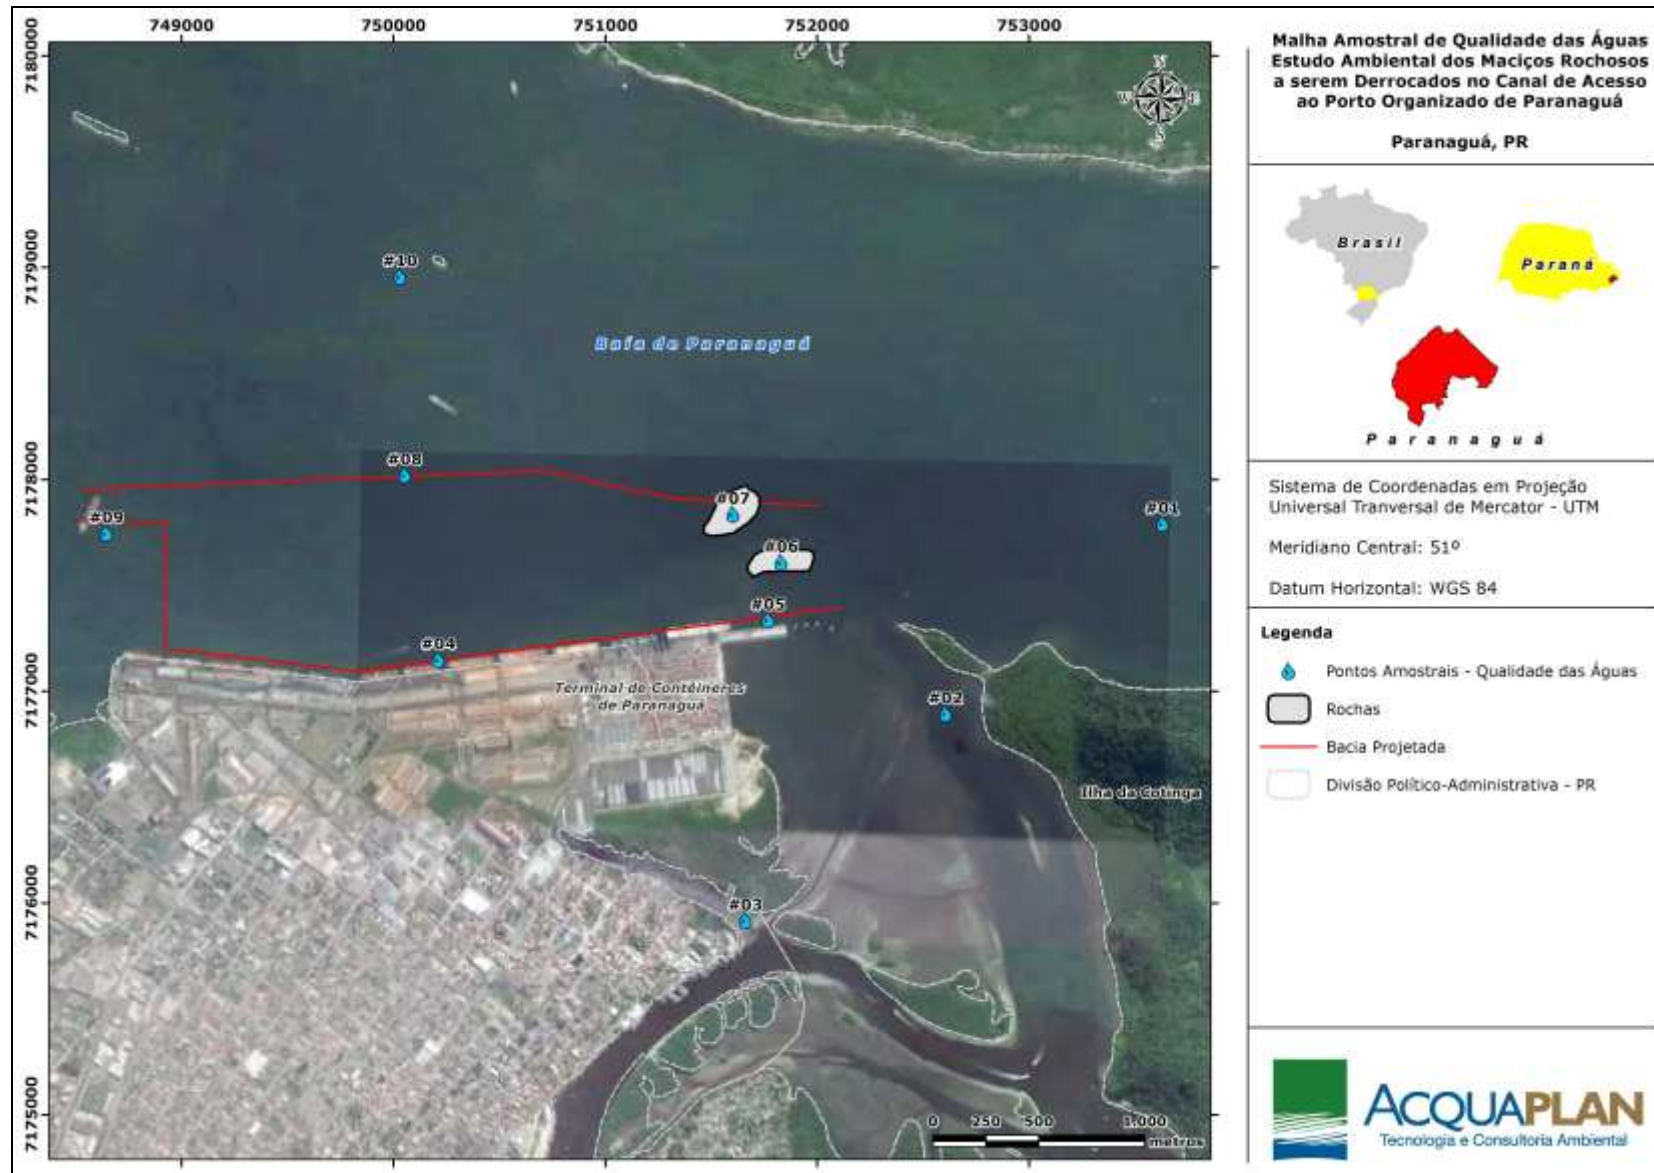 749000 750000 751000 752000 753000
7180000
7179000
7178000
7177000
7176000
7175000
N
W E
S
#10
Baía de Paranaguá
#08
#07
#01
#09
#06
#05
#04
Terminal de Contêineres
de Paranaguá
#02
Ilha da Cotinga
#03
0 250 500 1.000
metros
Malha Amostral de Qualidade das Águas
Estudo Ambiental dos Maciços Rochosos
a serem Derrocados no Canal de Acesso
ao Porto Organizado de Paranaguá
Paranaguá, PR
Brasil
Paraná
Paranaguá
Sistema de Coordenadas em Projeção
Universal Tranversal de Mercator - UTM
Meridiano Central: 51º
Datum Horizontal: WGS 84
Legenda
Pontos Amostrais - Qualidade das Águas
Rochas
Bacia Projetada
Divisão Político-Administrativa - PR
ACQUAPLAN
Tecnologia e Consultoria Ambiental